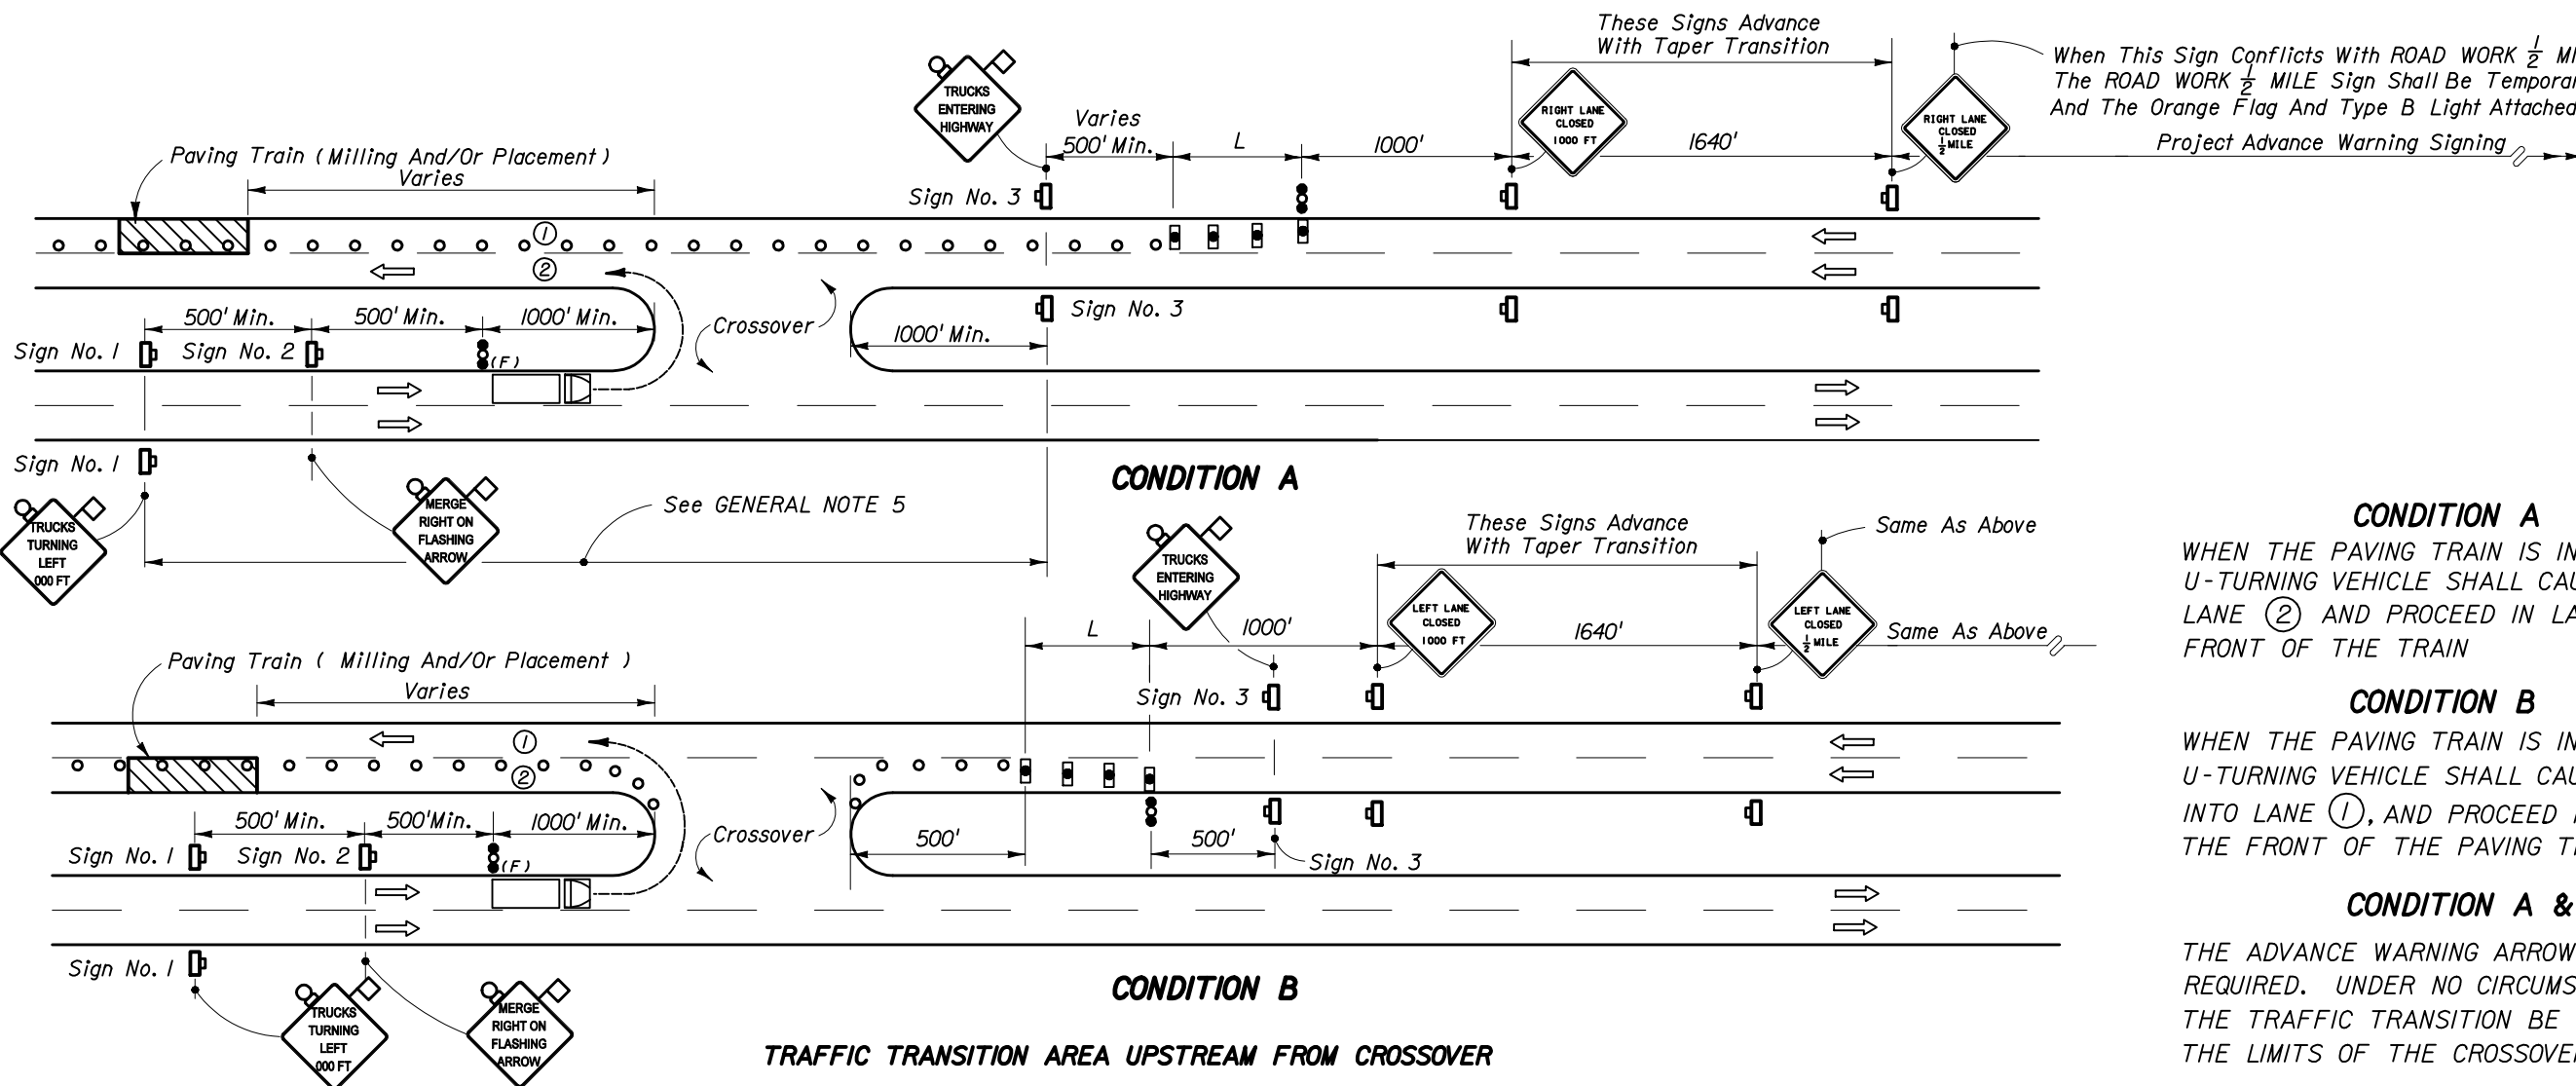 These Signs Advance
With Taper Transition
When This Sign Conflicts With ROAD WORK 1/2
The ROAD WORK 1/2 MILE Sign Shall Be
And The Orange Flag And Type B Light Attached
Project Advance Warning Signing
TRUCKS
ENTERING
HIGHWAY
RIGHT LANE
CLOSED
1000 FT
RIGHT LANE
CLOSED
1/2 MILE
Varies
500' Min.
L
1000'
1640'
Paving Train ( Milling And/Or Placement )
Varies
Sign No. 3
1
2
500' Min.
500' Min.
1000' Min.
Crossover
1000' Min.
Sign No. 3
Sign No. 1
Sign No. 2
(F)
Sign No. 1
CONDITION A
TRUCKS
TURNING
LEFT
000 FT
MERGE
RIGHT ON
FLASHING
ARROW
See GENERAL NOTE 5
These Signs Advance
With Taper Transition
Same As Above
TRUCKS
ENTERING
HIGHWAY
LEFT LANE
CLOSED
1000 FT
LEFT LANE
CLOSED
1/2 MILE
L
1000'
1640'
Same As Above
Paving Train ( Milling And/Or Placement )
Varies
Sign No. 3
1
2
500' Min.
500'Min.
1000' Min.
Crossover
500'
500'
Sign No. 1
Sign No. 2
(F)
Sign No. 3
Sign No. 1
CONDITION B
TRUCKS
TURNING
LEFT
000 FT
MERGE
RIGHT ON
FLASHING
ARROW
TRAFFIC TRANSITION AREA UPSTREAM FROM CROSSOVER
CONDITION A
WHEN THE PAVING TRAIN IS IN
U-TURNING VEHICLE SHALL
LANE 2 AND PROCEED IN
FRONT OF THE TRAIN
CONDITION B
WHEN THE PAVING TRAIN IS IN
U-TURNING VEHICLE SHALL
INTO LANE 1, AND PROCEED
THE FRONT OF THE PAVING
CONDITION A &
THE ADVANCE WARNING ARROW
REQUIRED. UNDER NO
THE TRAFFIC TRANSITION BE
THE LIMITS OF THE